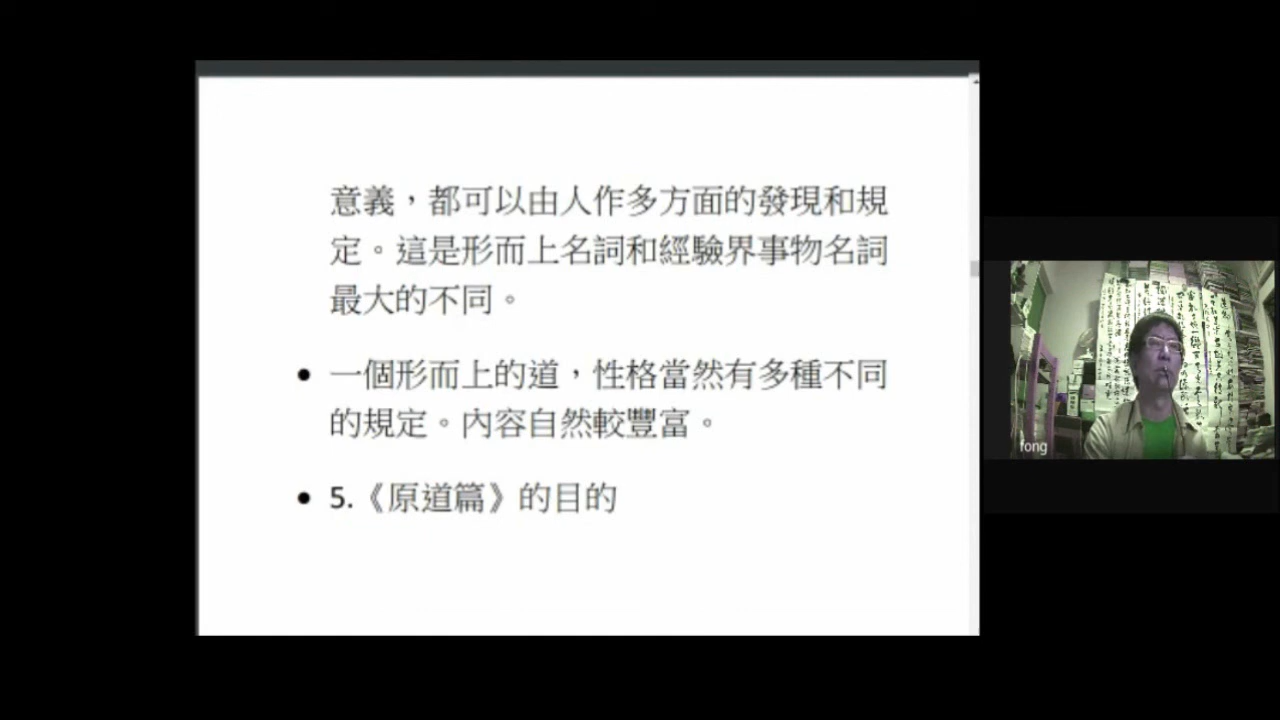 意義，都可以由人作多方面的發現和規
定。這是形而上名詞和經驗界事物名詞
最大的不同。
• 一個形而上的道，性格當然有多種不同
的規定。內容自然較豐富。
• 5.《原道篇》的目的
fong